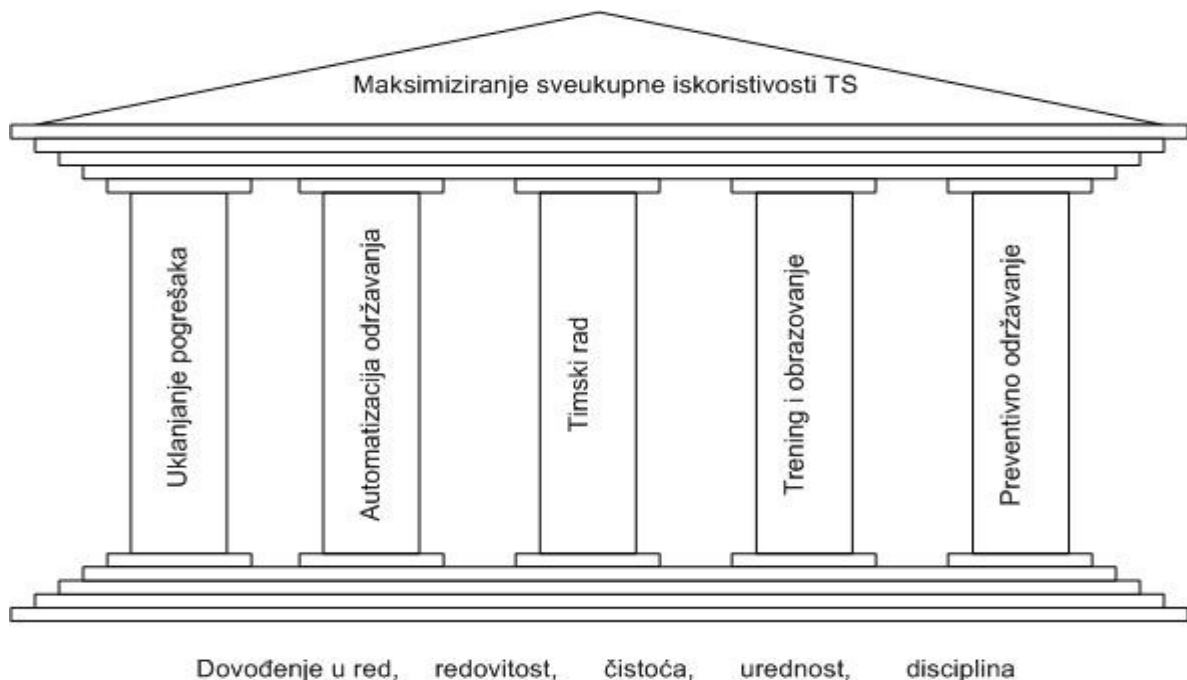 Maksimiziranje sveukupne iskoristivosti TS
Uklanjanje pogrešaka
Automatizacija održavanja
Timski rad
Trening i obrazovanje
Preventivno održavanje
Dovođenje u red, redovitost, čistoća, urednost, disciplina